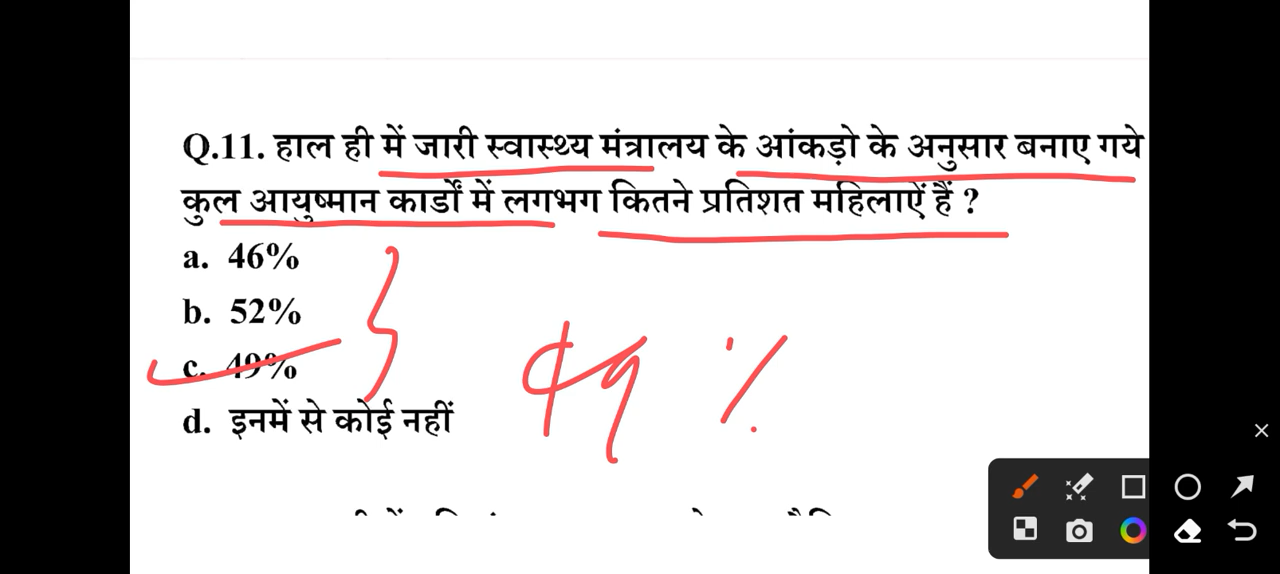 Q.11. हाल ही में जारी स्वास्थ्य मंत्रालय के आंकड़ो के अनुसार बनाए गये
कुल आयुष्मान कार्डों में लगभग कितने प्रतिशत महिलाऐं हैं ?
a. 46%
b. 52%
c. 49%
49 %
d. इनमें से कोई नहीं